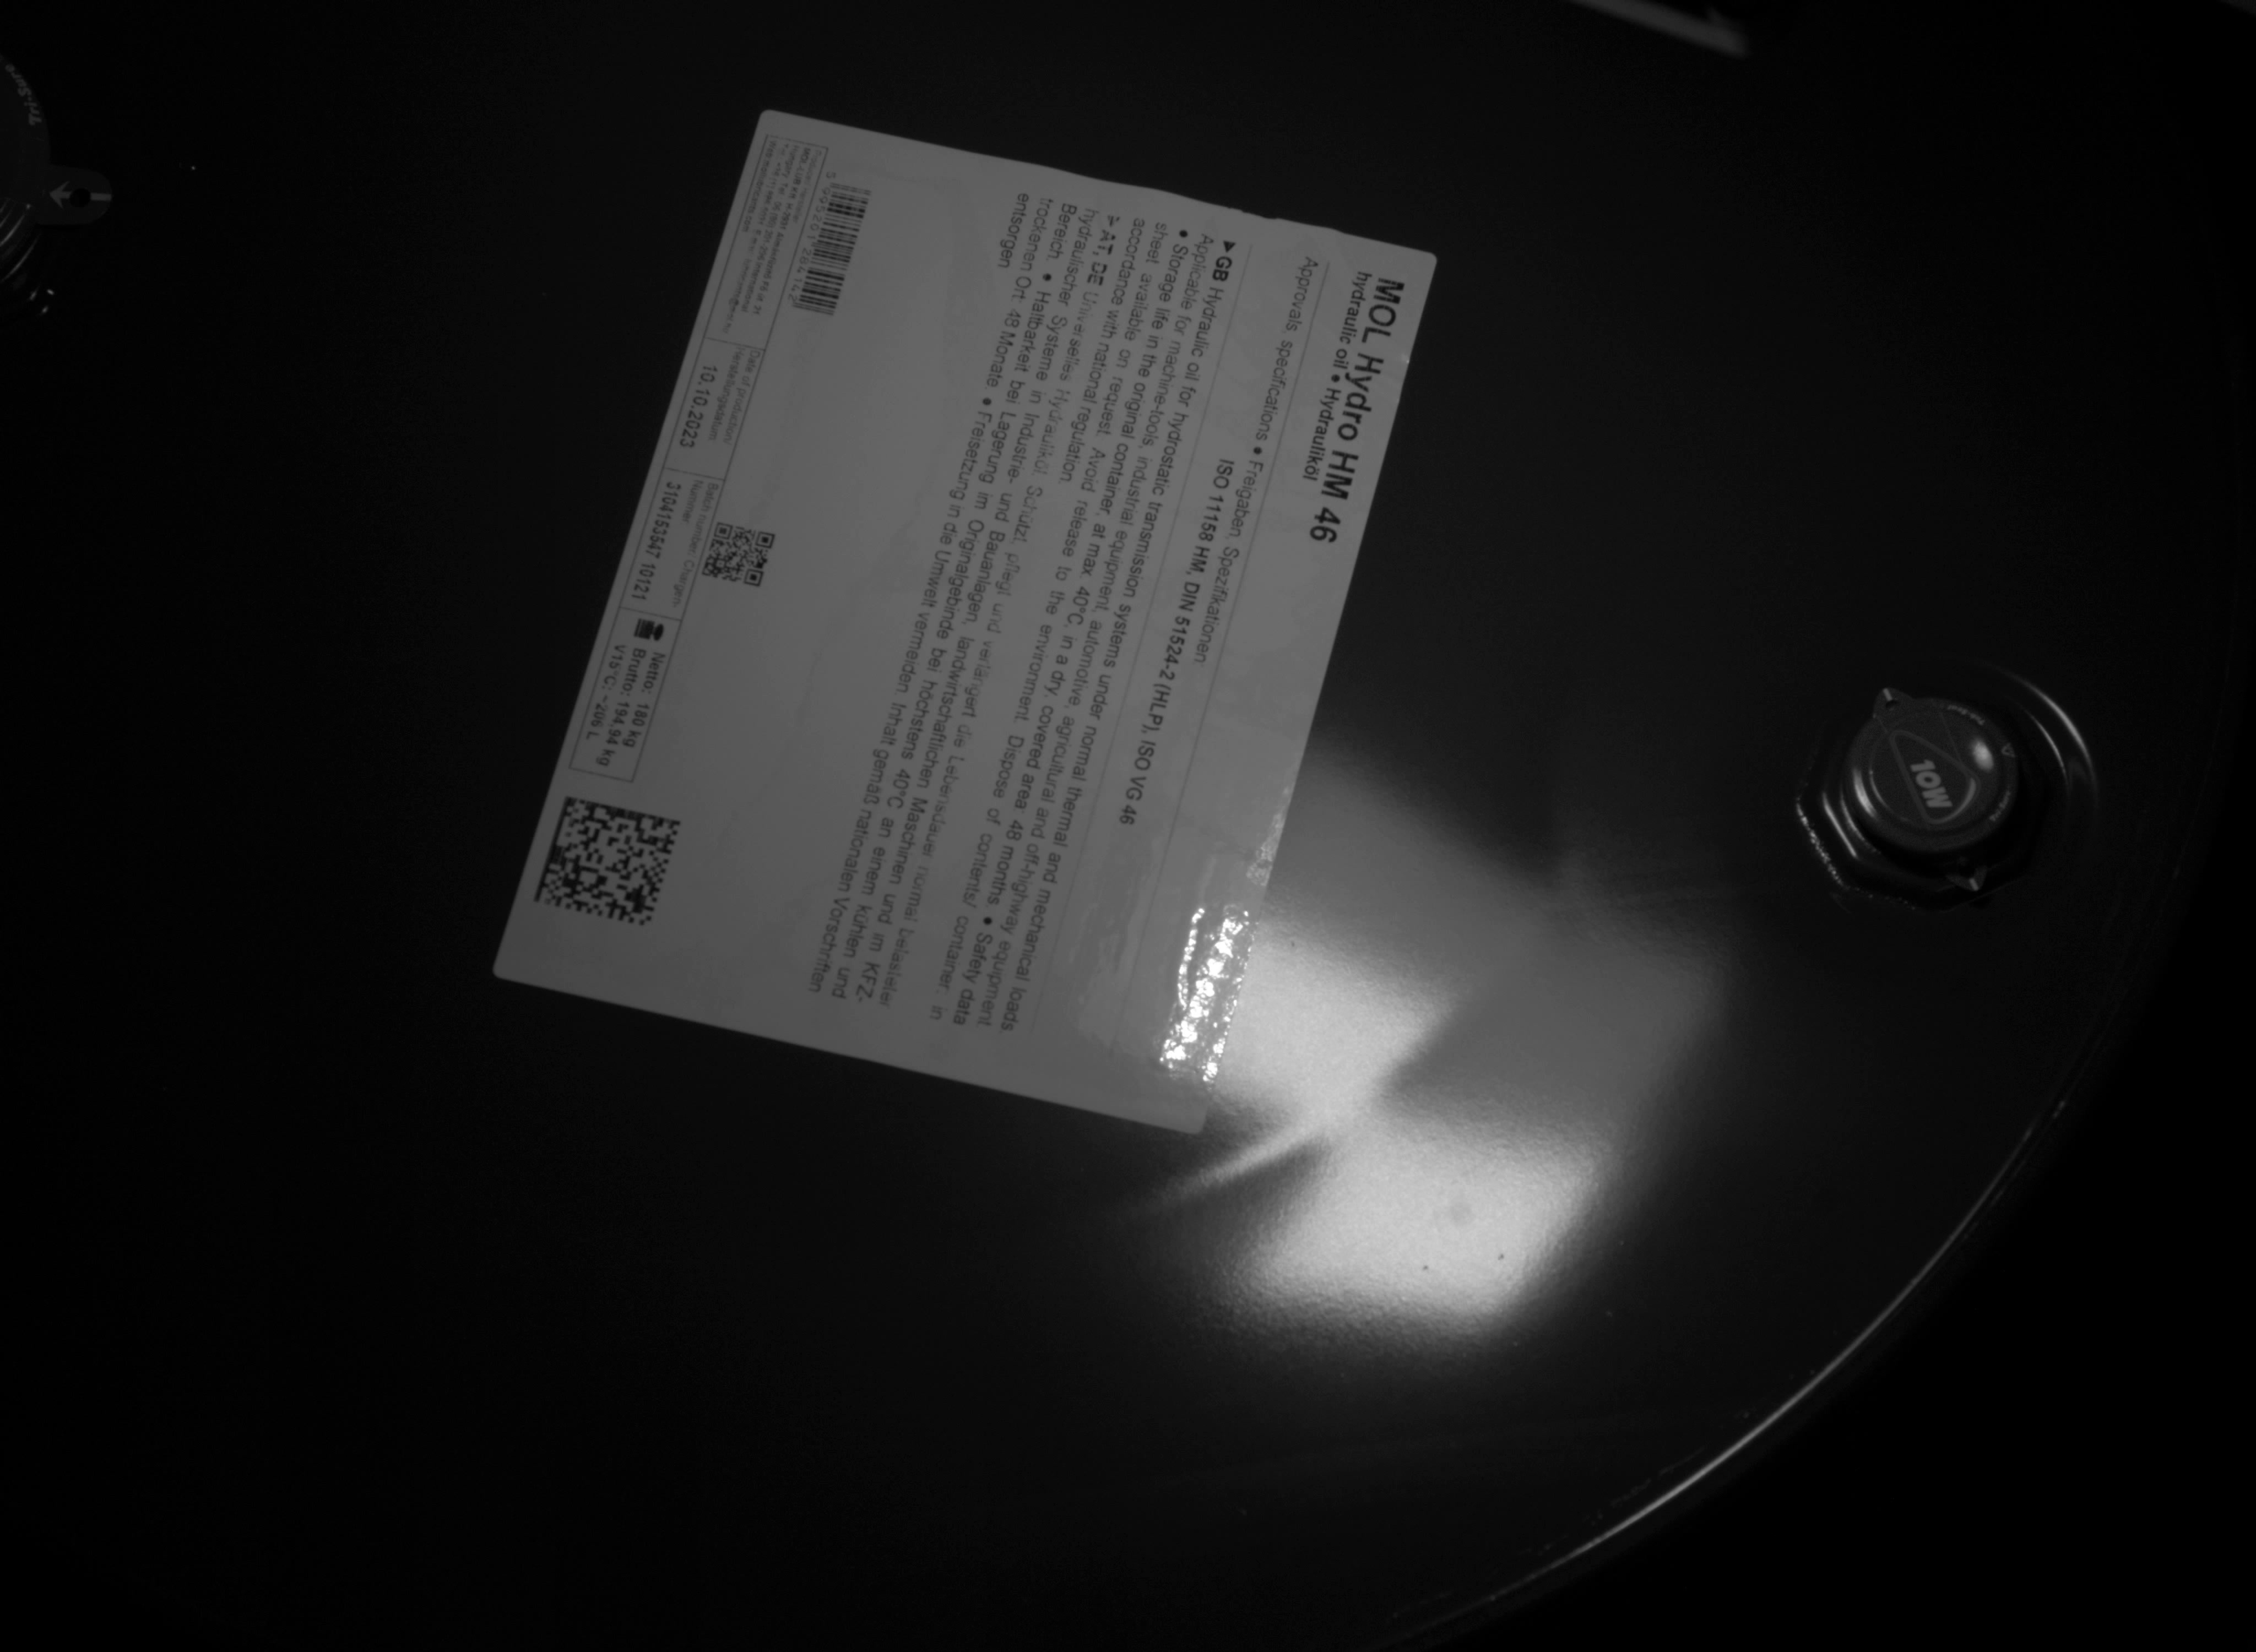 MOL Hydro HM 46
hydraulic oil • Hydrauliköl
Approvals, specifications • Freigaben, Spezifikationen:
ISO 11158 HM, DIN 51524-2 (HLP), ISO VG 46
▶GB Hydraulic oil for hydrostatic transmission systems under normal thermal and mechanical loads.
Applicable for machine-tools, industrial equipment, automotive, agricultural and off-highway equipment.
• Storage life in the original container, at max. 40°C, in a dry, covered area: 48 months. • Safety data
sheet available on request. Avoid release to the environment. Dispose of contents/ container in
accordance with national regulation.
AT, DE Universelles Hydrauliköl. Schützt, pflegt und verlängert die Lebensdauer normal belasteter
hydraulischer Systeme in Industrie- und Bauanlagen, landwirtschaftlichen Maschinen und im KFZ-
Bereich. • Haltbarkeit bei Lagerung im Originalgebinde bei höchstens 40°C an einem kühlen und
trockenen Ort: 48 Monate. • Freisetzung in die Umwelt vermeiden. Inhalt gemäß nationalen Vorschriften
entsorgen.
Date of production/
Herstellungsdatum:
10.10.2023
Batch number/ Chargen-
Nummer:
3104153547 10121
Netto: 180 kg
Brutto: 194,94 kg
V15°C: ~206 L
MOL
Tri-Sure